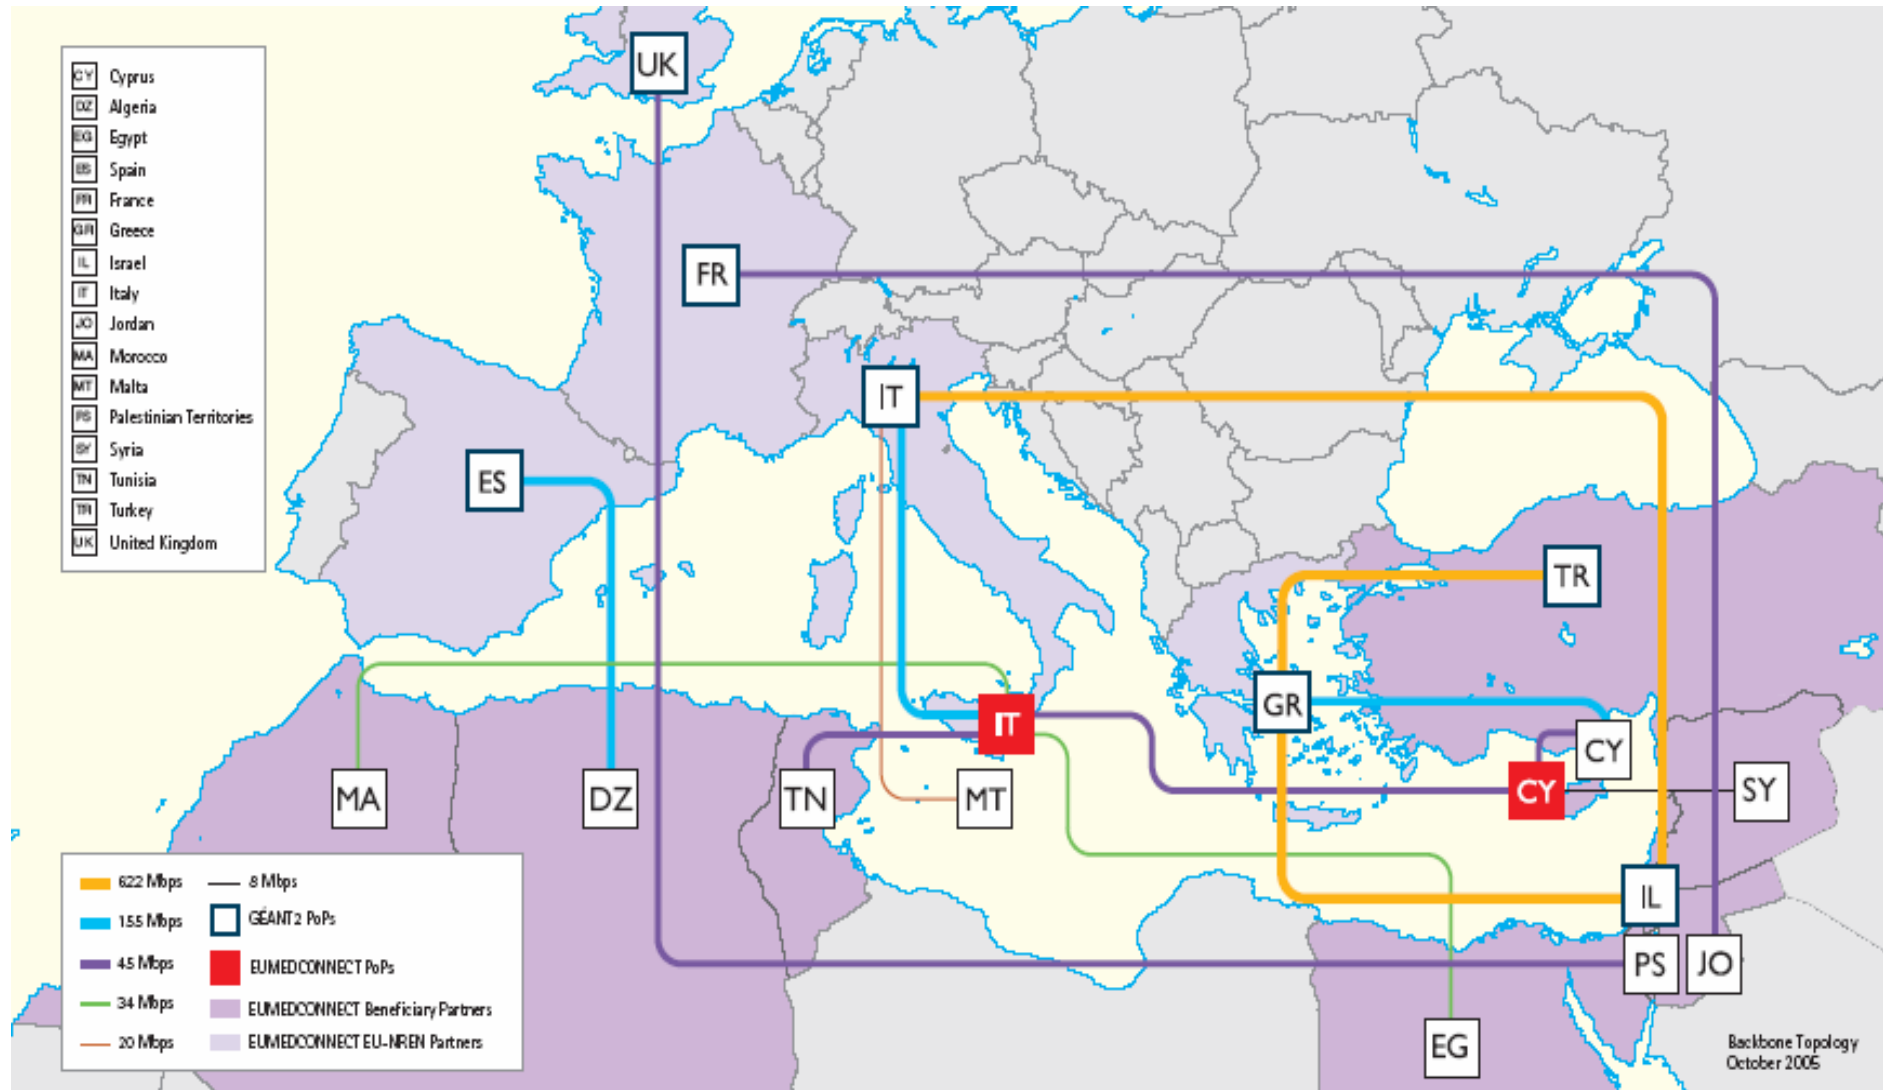 CY Cyprus
DZ Algeria
EG Egypt
ES Spain
FR France
GR Greece
IL Israel
IT Italy
JO Jordan
MA Morocco
MT Malta
PS Palestinian Territories
SY Syria
TN Tunisia
TR Turkey
UK United Kingdom
UK
FR
IT
ES
TR
GR
IT
CY
CY
SY
MA
DZ
TN
MT
IL
PS
JO
EG
622 Mbps
155 Mbps
45 Mbps
34 Mbps
20 Mbps
8 Mbps
GÉANT2 PoPs
EUMEDCONNECT PoPs
EUMEDCONNECT Beneficiary Partners
EUMEDCONNECT EU-NREN Partners
Backbone Topology
October 2005